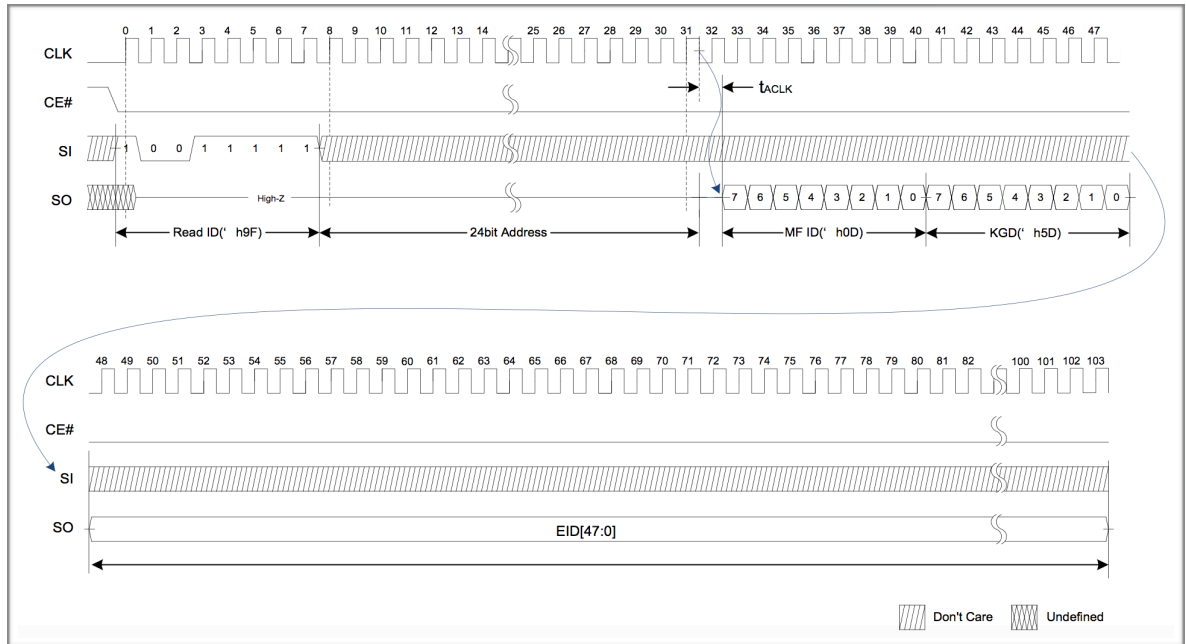 0 1 2 3 4 5 6 7 8 9 10 11 12 13 14 25 26 27 28 29 30 31 32 33 34 35 36 37 38 39 40 41 42 43 44 45 46 47
CLK
tACLK
CE#
SI 1 0 0 1 1 1 1 1
SO High-Z 7 6 5 4 3 2 1 0 7 6 5 4 3 2 1 0
Read ID(‘ h9F) 24bit Address MF ID(‘ h0D) KGD(‘ h5D)
48 49 50 51 52 53 54 55 56 57 58 59 60 61 62 63 64 65 66 67 68 69 70 71 72 73 74 75 76 77 78 79 80 81 82 100 101 102 103
CLK
CE#
SI
SO EID[47:0]
Don't Care Undefined